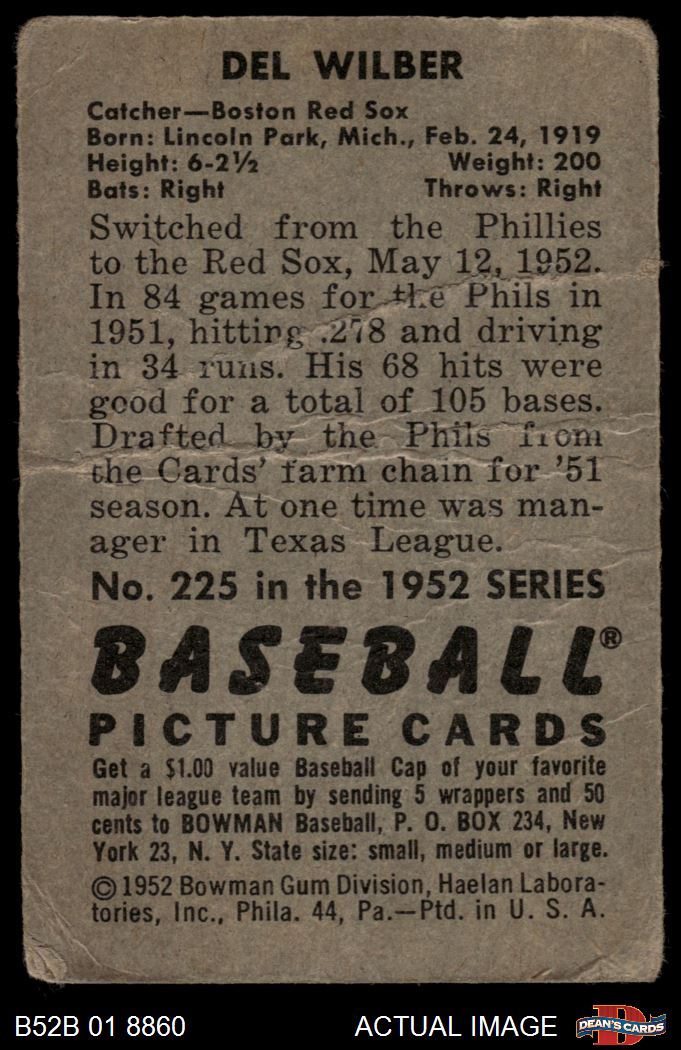 DEL WILBER
Catcher—Boston Red Sox
Born: Lincoln Park, Mich., Feb. 24, 1919
Height: 6-2½ Weight: 200
Bats: Right Throws: Right
Switched from the Phillies
to the Red Sox, May 12, 1952.
In 84 games for the Phils in
1951, hitting .278 and driving
in 34 runs. His 68 hits were
good for a total of 105 bases.
Drafted by the Phils from
the Cards' farm chain for '51
season. At one time was man-
ager in Texas League.
No. 225 in the 1952 SERIES
BASEBALL®
PICTURE CARDS
Get a $1.00 value Baseball Cap of your favorite
major league team by sending 5 wrappers and 50
cents to BOWMAN Baseball, P. O. BOX 234, New
York 23, N. Y. State size: small, medium or large.
©1952 Bowman Gum Division, Haelan Labora-
tories, Inc., Phila. 44, Pa.—Ptd. in U. S. A.
B52B 01 8860 ACTUAL IMAGE
D
DEAN'S CARDS